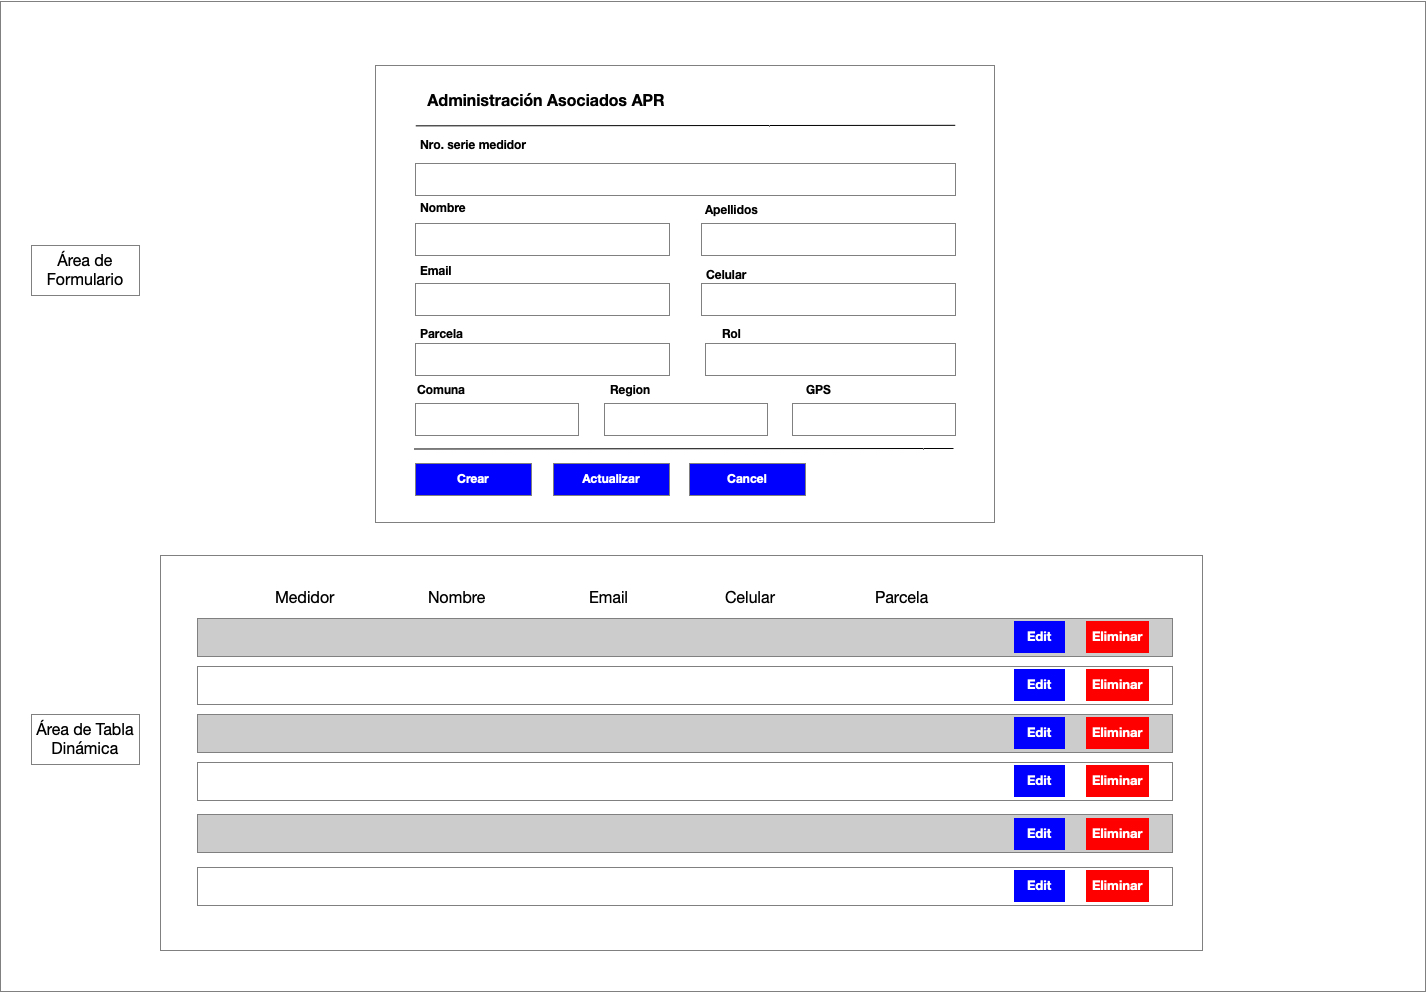 Administración Asociados APR
Nro. serie medidor
Nombre
Apellidos
Email
Celular
Parcela
Rol
Comuna
Region
GPS
Crear
Actualizar
Cancel
Área de
Formulario
Medidor
Nombre
Email
Celular
Parcela
Edit
Eliminar
Edit
Eliminar
Edit
Eliminar
Edit
Eliminar
Edit
Eliminar
Edit
Eliminar
Área de Tabla
Dinámica